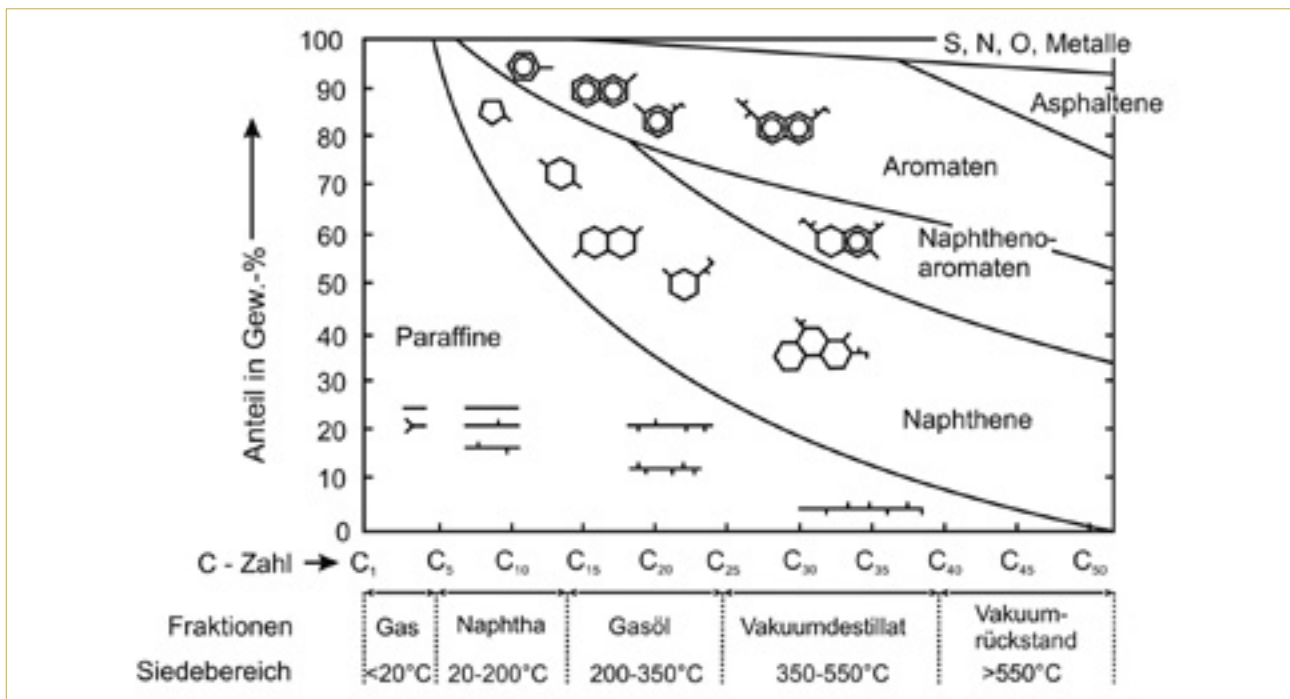 100
S, N, O, Metalle
90
Asphaltene
80
Aromaten
70
60
Naphtheno-
aromaten
50
40
Paraffine
30
Naphthene
20
10
0
Anteil in Gew.-%
C - Zahl C₁ C₅ C₁₀ C₁₅ C₂₀ C₂₅ C₃₀ C₃₅ C₄₀ C₄₅ C₅₀
Fraktionen Gas Naphtha Gasöl Vakuumdestillat Vakuum-
rückstand
Siedebereich <20°C 20-200°C 200-350°C 350-550°C >550°C